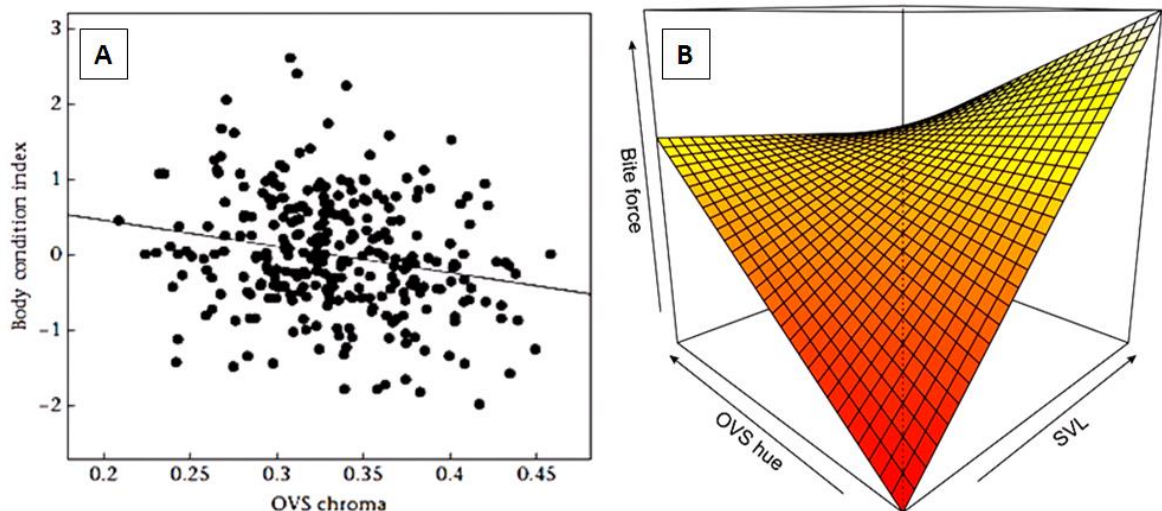 A
3
2
1
0
−1
−2
Body condition index
0.2 0.25 0.3 0.35 0.4 0.45
OVS chroma
B
Bite force
OVS hue
SVL